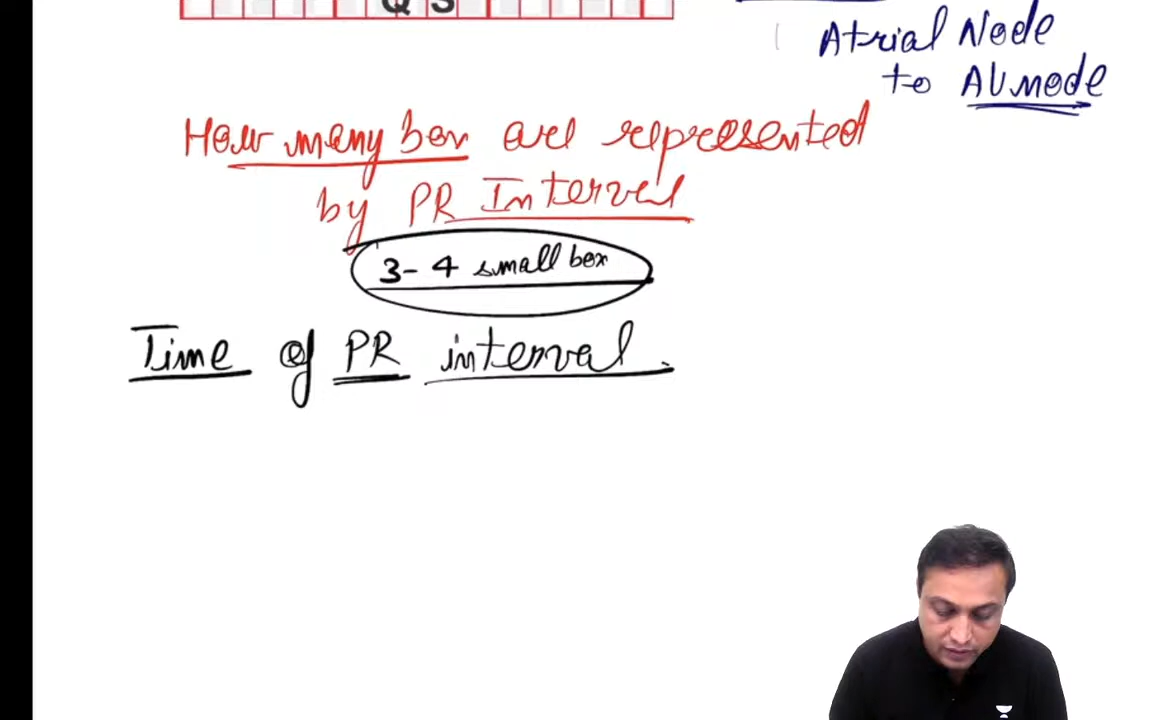 Q S
Atrial Node
to AV node
How many box are represented
by PR Interval
3-4 small box
Time of PR interval.